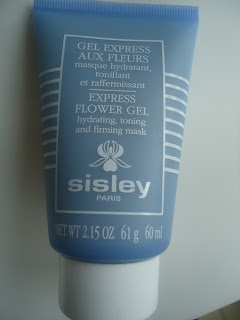 GEL EXPRESS
AUX FLEURS
masque hydratant,
tonifiant
et raffermissant
EXPRESS
FLOWER GEL
hydrating, toning
and firming mask
sisley
PARIS
NET WT 2.15 OZ 61 g 60 ml